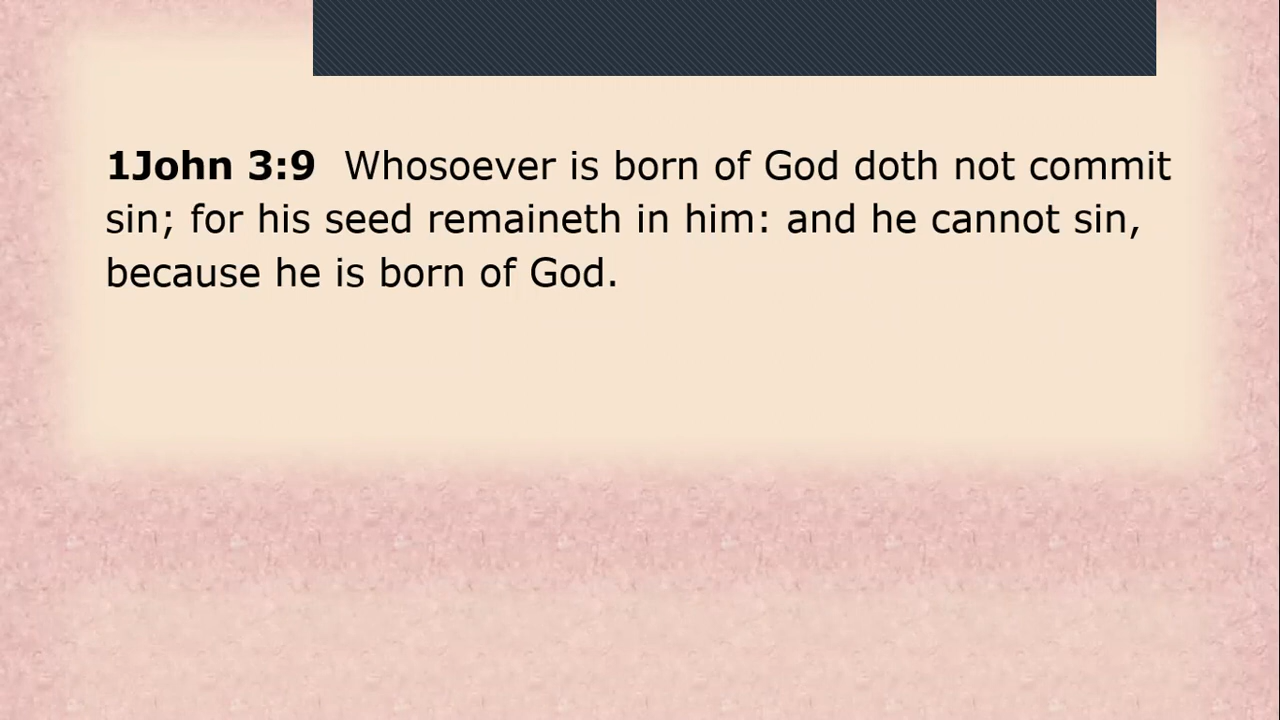 1John 3:9 Whosoever is born of God doth not commit
sin; for his seed remaineth in him: and he cannot sin,
because he is born of God.